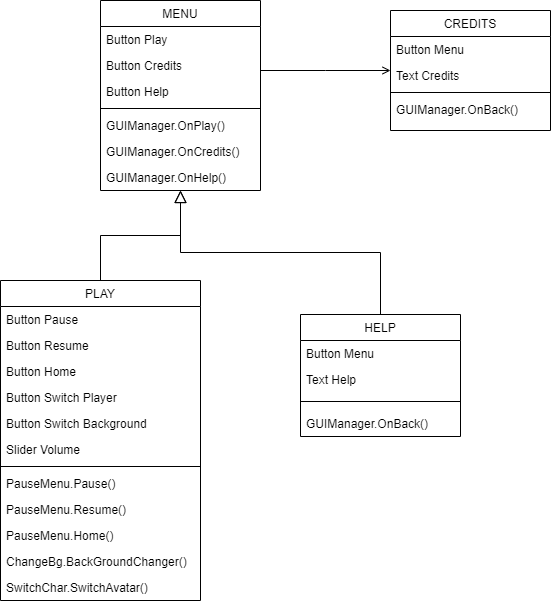 MENU
Button Play
Button Credits
Button Help
GUIManager.OnPlay()
GUIManager.OnCredits()
GUIManager.OnHelp()
CREDITS
Button Menu
Text Credits
GUIManager.OnBack()
PLAY
Button Pause
Button Resume
Button Home
Button Switch Player
Button Switch Background
Slider Volume
PauseMenu.Pause()
PauseMenu.Resume()
PauseMenu.Home()
ChangeBg.BackGroundChanger()
SwitchChar.SwitchAvatar()
HELP
Button Menu
Text Help
GUIManager.OnBack()